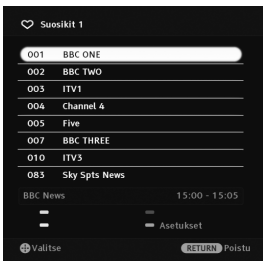 Suosikit 1
001 BBC ONE
002 BBC TWO
003 ITV1
004 Channel 4
005 Five
007 BBC THREE
010 ITV3
083 Sky Spts News
BBC News 15:00 - 15:05
Asetukset
Valitse RETURN Poistu